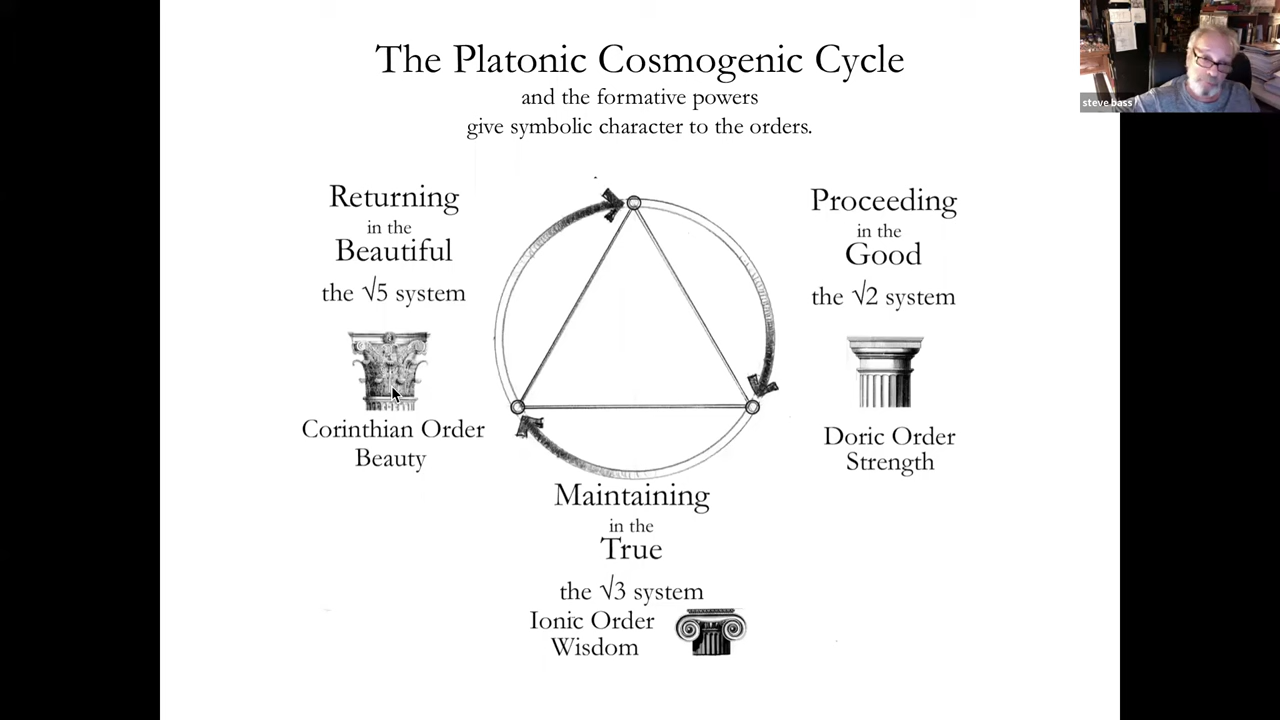 The Platonic Cosmogenic Cycle
and the formative powers
give symbolic character to the orders.
steve bass
Returning
in the
Beautiful
the √5 system
Corinthian Order
Beauty
Proceeding
in the
Good
the √2 system
Doric Order
Strength
Maintaining
in the
True
the √3 system
Ionic Order
Wisdom